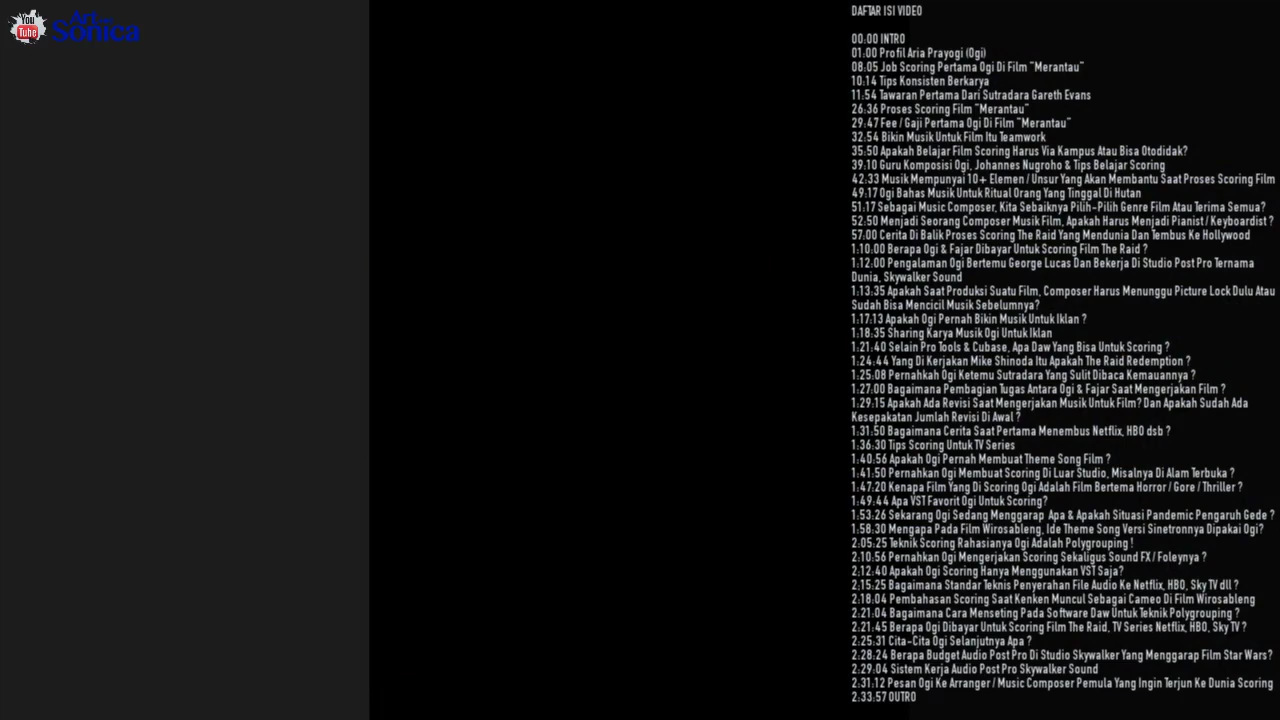 You
Tube
Art
Sonica
DAFTAR ISI VIDEO
00:00 INTRO
01:00 Profil Aria Prayogi (Ogi)
08:05 Job Scoring Pertama Ogi Di Film "Merantau"
10:14 Tips Konsisten Berkarya
11:54 Tawaran Pertama Dari Sutradara Gareth Evans
26:36 Proses Scoring Film "Merantau"
29:47 Fee / Gaji Pertama Ogi Di Film "Merantau"
32:54 Bikin Musik Untuk Film Itu Teamwork
35:50 Apakah Belajar Film Scoring Harus Via Kampus Atau Bisa Otodidak?
39:10 Guru Komposisi Ogi, Johannes Nugroho & Tips Belajar Scoring
42:33 Musik Mempunyai 10+ Elemen / Unsur Yang Akan Membantu Saat Proses Scoring Film
49:17 Ogi Bahas Musik Untuk Ritual Orang Yang Tinggal Di Hutan
51:17 Sebagai Music Composer, Kita Sebaiknya Pilih-Pilih Genre Film Atau Terima Semua?
52:50 Menjadi Seorang Composer Musik Film, Apakah Harus Menjadi Pianist / Keyboardist ?
57:00 Cerita Di Balik Proses Scoring The Raid Yang Mendunia Dan Tembus Ke Hollywood
1:10:00 Berapa Ogi & Fajar Dibayar Untuk Scoring Film The Raid ?
1:12:00 Pengalaman Ogi Bertemu George Lucas Dan Bekerja Di Studio Post Pro Ternama
Dunia, Skywalker Sound
1:13:35 Apakah Saat Produksi Suatu Film, Composer Harus Menunggu Picture Lock Dulu Atau
Sudah Bisa Mencicil Musik Sebelumnya?
1:17:13 Apakah Ogi Pernah Bikin Musik Untuk Iklan ?
1:18:35 Sharing Karya Musik Ogi Untuk Iklan
1:21:40 Selain Pro Tools & Cubase, Apa Daw Yang Bisa Untuk Scoring ?
1:24:44 Yang Di Kerjakan Mike Shinoda Itu Apakah The Raid Redemption ?
1:25:08 Pernahkah Ogi Ketemu Sutradara Yang Sulit Dibaca Kemauannya ?
1:27:00 Bagaimana Pembagian Tugas Antara Ogi & Fajar Saat Mengerjakan Film ?
1:29:15 Apakah Ada Revisi Saat Mengerjakan Musik Untuk Film? Dan Apakah Sudah Ada
Kesepakatan Jumlah Revisi Di Awal ?
1:31:50 Bagaimana Cerita Saat Pertama Menembus Netflix, HBO dsb ?
1:36:30 Tips Scoring Untuk TV Series
1:40:56 Apakah Ogi Pernah Membuat Theme Song Film ?
1:41:50 Pernahkan Ogi Membuat Scoring Di Luar Studio, Misalnya Di Alam Terbuka ?
1:47:20 Kenapa Film Yang Di Scoring Ogi Adalah Film Bertema Horror / Gore / Thriller ?
1:49:44 Apa VST Favorit Ogi Untuk Scoring?
1:53:26 Sekarang Ogi Sedang Menggarap Apa & Apakah Situasi Pandemic Pengaruh Gede ?
1:58:30 Mengapa Pada Film Wirosableng, Ide Theme Song Versi Sinetronnya Dipakai Ogi?
2:05:25 Teknik Scoring Rahasianya Ogi Adalah Polygrouping !
2:10:56 Pernahkan Ogi Mengerjakan Scoring Sekaligus Sound FX / Foleynya ?
2:12:40 Apakah Ogi Scoring Hanya Menggunakan VST Saja?
2:15:25 Bagaimana Standar Teknis Penyerahan File Audio Ke Netflix, HBO, Sky TV dll ?
2:18:04 Pembahasan Scoring Saat Kenken Muncul Sebagai Cameo Di Film Wirosableng
2:21:04 Bagaimana Cara Menseting Pada Software Daw Untuk Teknik Polygrouping ?
2:21:45 Berapa Ogi Dibayar Untuk Scoring Film The Raid, TV Series Netflix, HBO, Sky TV ?
2:25:31 Cita-Cita Ogi Selanjutnya Apa ?
2:28:24 Berapa Budget Audio Post Pro Di Studio Skywalker Yang Menggarap Film Star Wars?
2:29:04 Sistem Kerja Audio Post Pro Skywalker Sound
2:31:12 Pesan Ogi Ke Arranger / Music Composer Pemula Yang Ingin Terjun Ke Dunia Scoring
2:33:57 OUTRO